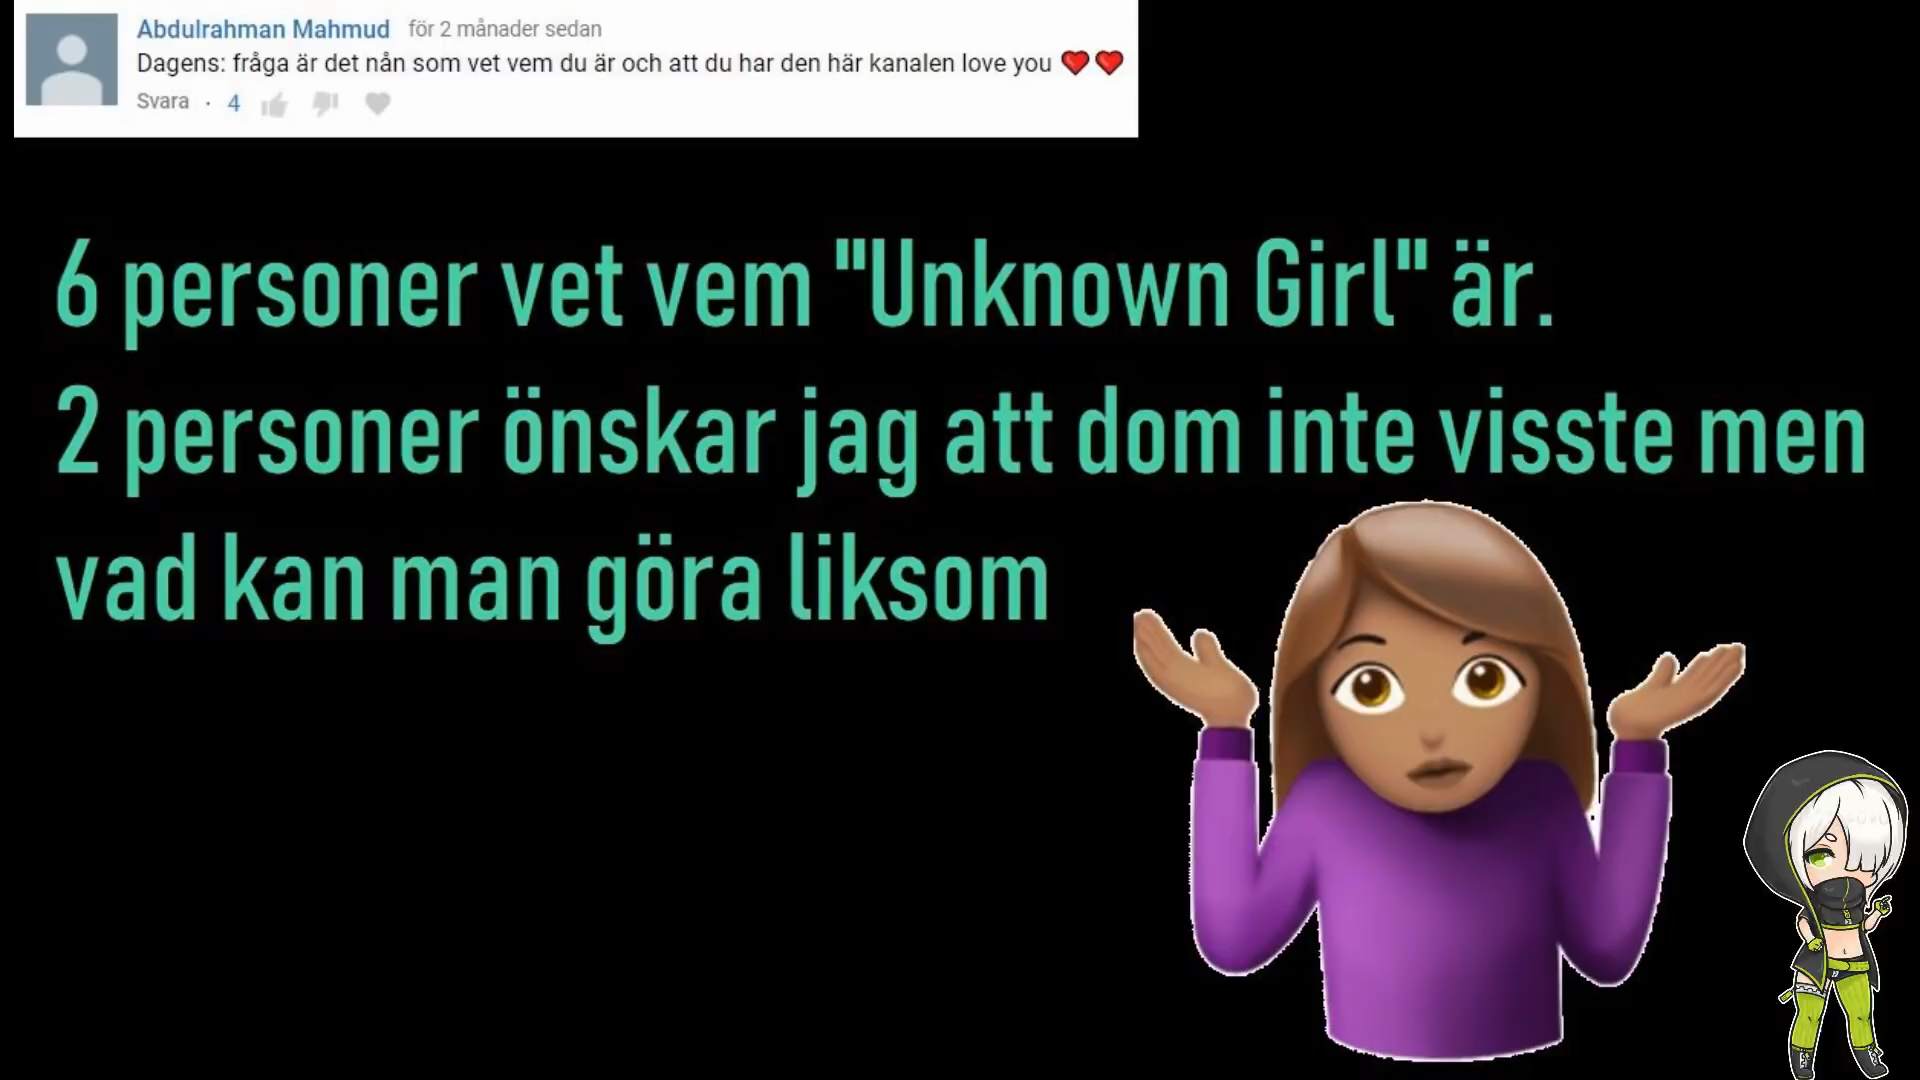 Abdulrahman Mahmud för 2 månader sedan
Dagens: fråga är det nån som vet vem du är och att du har den här kanalen love you ❤️❤️
Svara · 4
6 personer vet vem "Unknown Girl" är.
2 personer önskar jag att dom inte visste men
vad kan man göra liksom